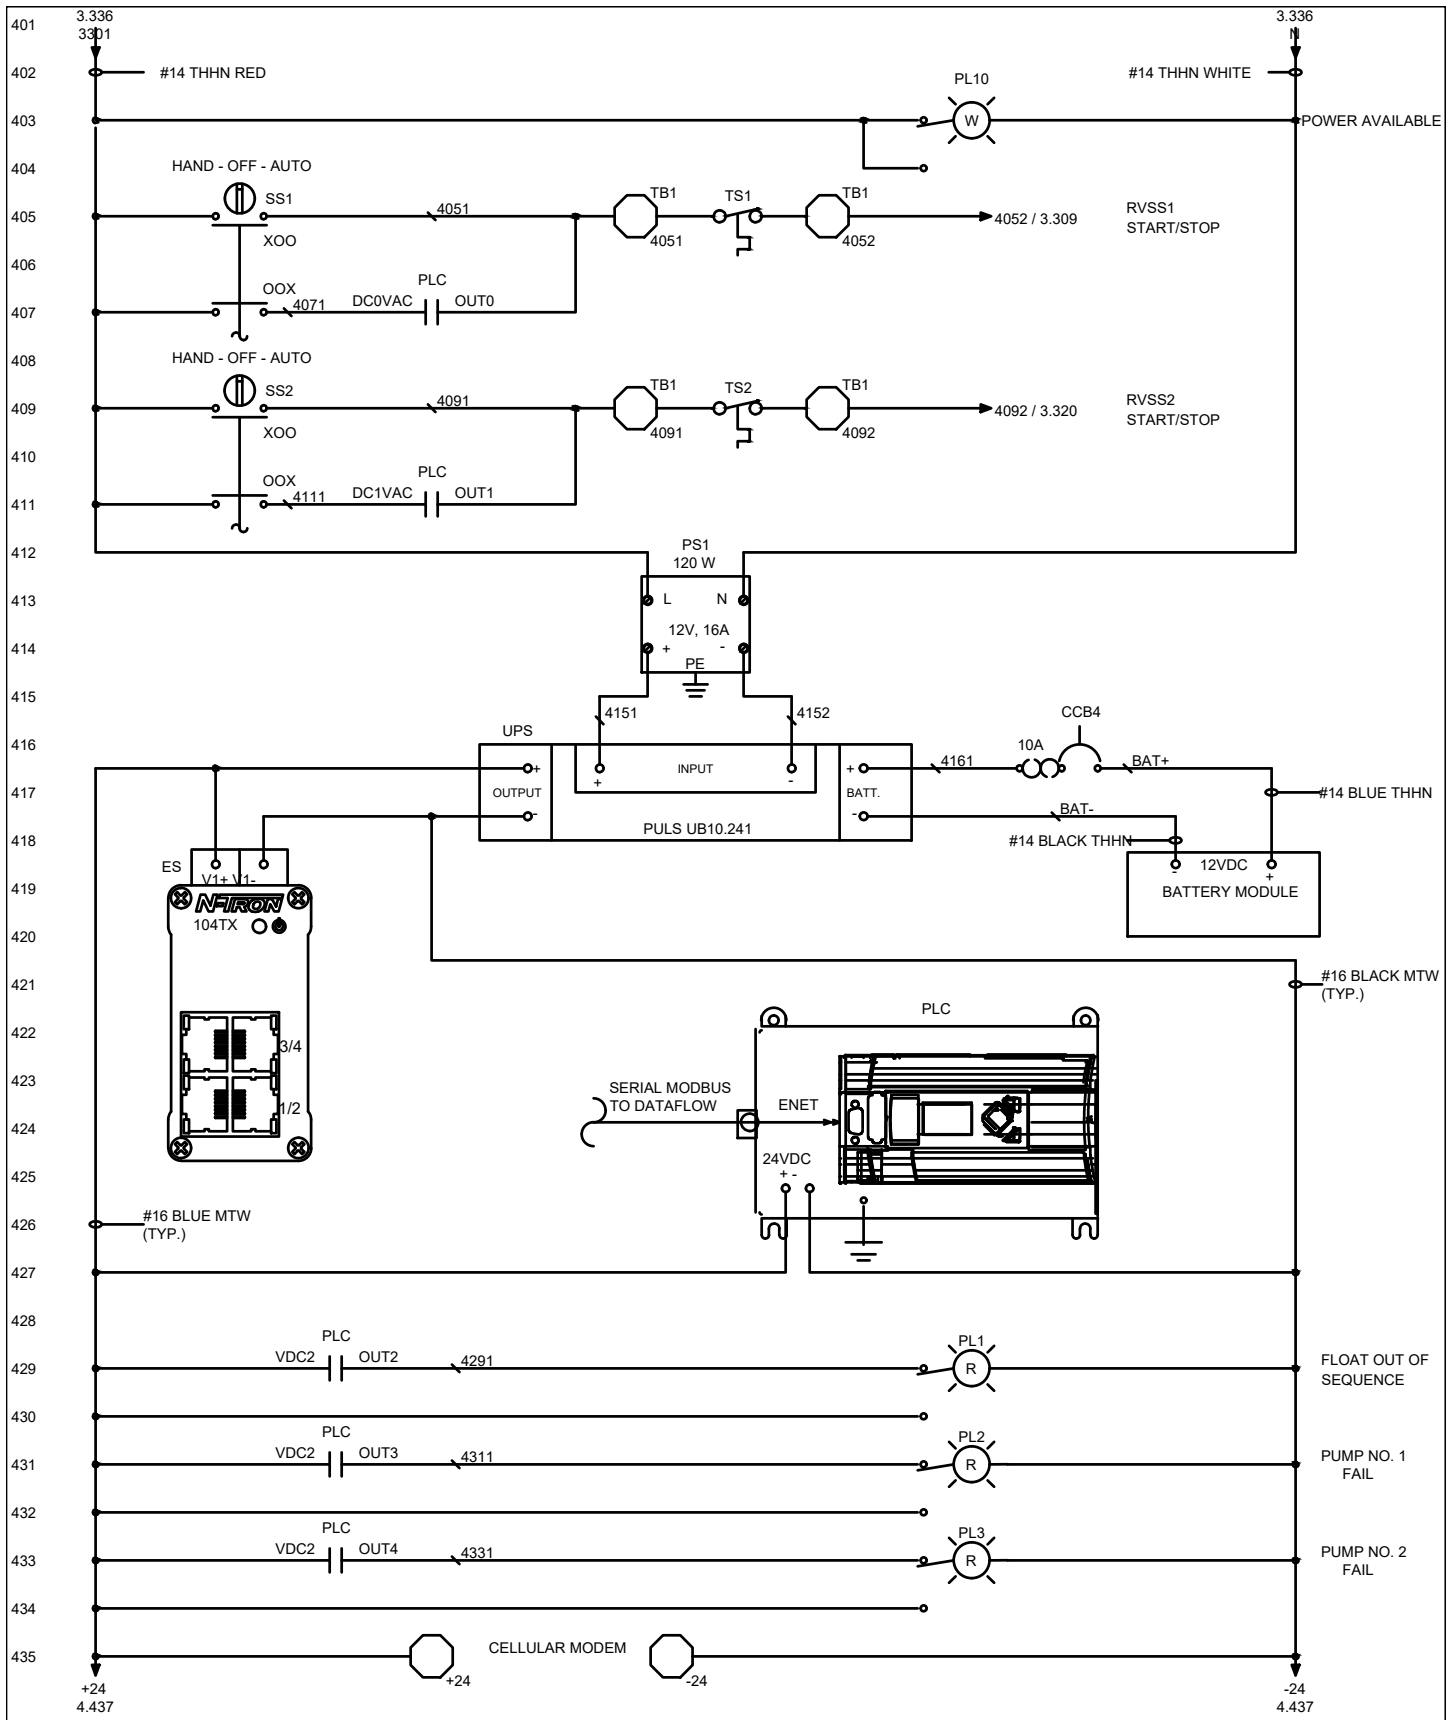 401
3.336
3301
3.336
N
402
#14 THHN RED
#14 THHN WHITE
PL10
403
W
POWER AVAILABLE
404
HAND - OFF - AUTO
SS1
405
4051
TB1
TS1
TB1
4052 / 3.309
RVSS1
START/STOP
XOO
4051
4052
406
OOX
PLC
407
4071
DC0VAC
OUT0
408
HAND - OFF - AUTO
SS2
409
4091
TB1
TS2
TB1
4092 / 3.320
RVSS2
START/STOP
XOO
4091
4092
410
OOX
PLC
411
4111
DC1VAC
OUT1
412
PS1
120 W
413
L
N
12V, 16A
414
+
-
PE
415
4151
4152
CCB4
416
UPS
10A
+
INPUT
+
4161
BAT+
+
-
417
OUTPUT
BATT.
#14 BLUE THHN
-
-
BAT-
PULS UB10.241
418
#14 BLACK THHN
ES
V1+ V1-
-
12VDC
+
419
BATTERY MODULE
N-TRON
104TX
420
421
#16 BLACK MTW
(TYP.)
PLC
422
3/4
423
SERIAL MODBUS
TO DATAFLOW
ENET
1/2
424
24VDC
+ -
425
426
#16 BLUE MTW
(TYP.)
427
428
PLC
PL1
429
VDC2
OUT2
4291
R
FLOAT OUT OF
SEQUENCE
430
PLC
PL2
431
VDC2
OUT3
4311
R
PUMP NO. 1
FAIL
432
PLC
PL3
433
VDC2
OUT4
4331
R
PUMP NO. 2
FAIL
434
435
CELLULAR MODEM
+24
-24
+24
4.437
-24
4.437